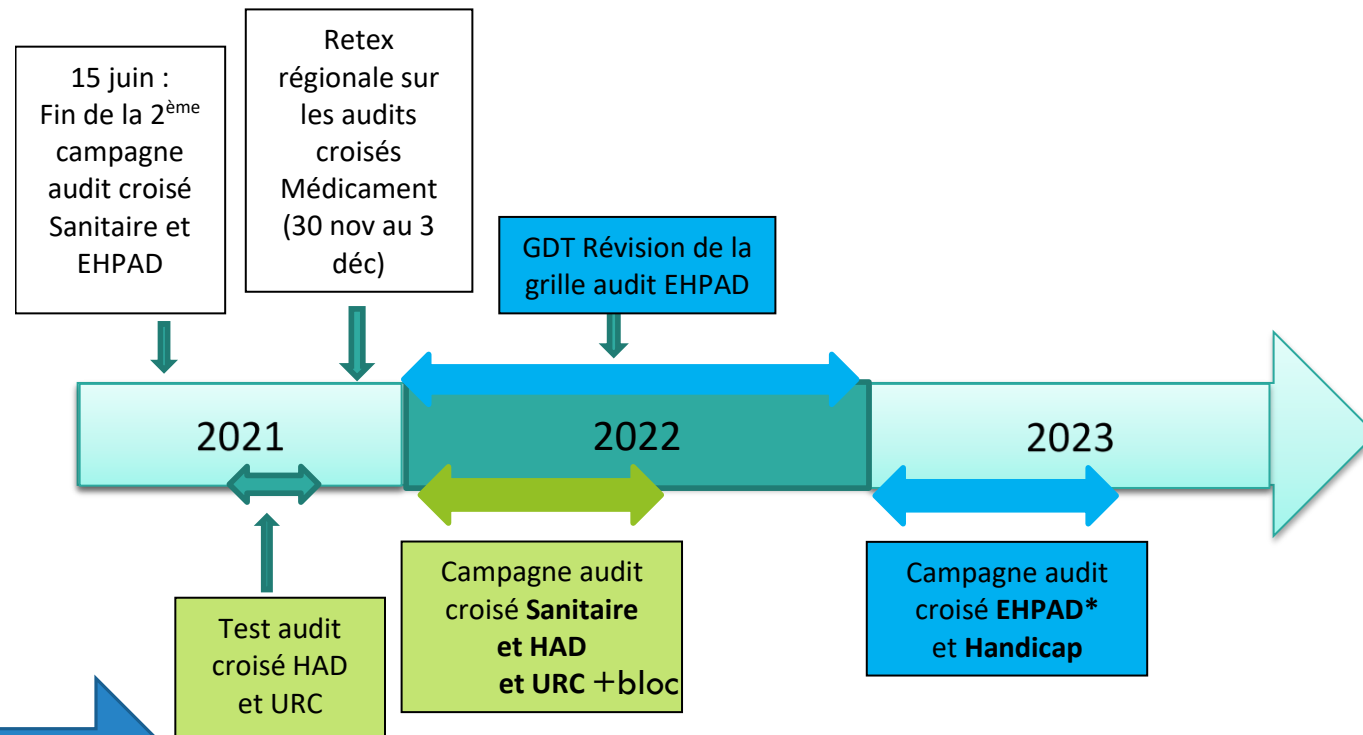 15 juin :
Fin de la 2ème
campagne
audit croisé
Sanitaire et
EHPAD
Retex
régionale sur
les audits
croisés
Médicament
(30 nov au 3
déc)
GDT Révision de la
grille audit EHPAD
2021
2022
2023
Test audit
croisé HAD
et URC
Campagne audit
croisé Sanitaire
et HAD
et URC +bloc
Campagne audit
croisé EHPAD*
et Handicap